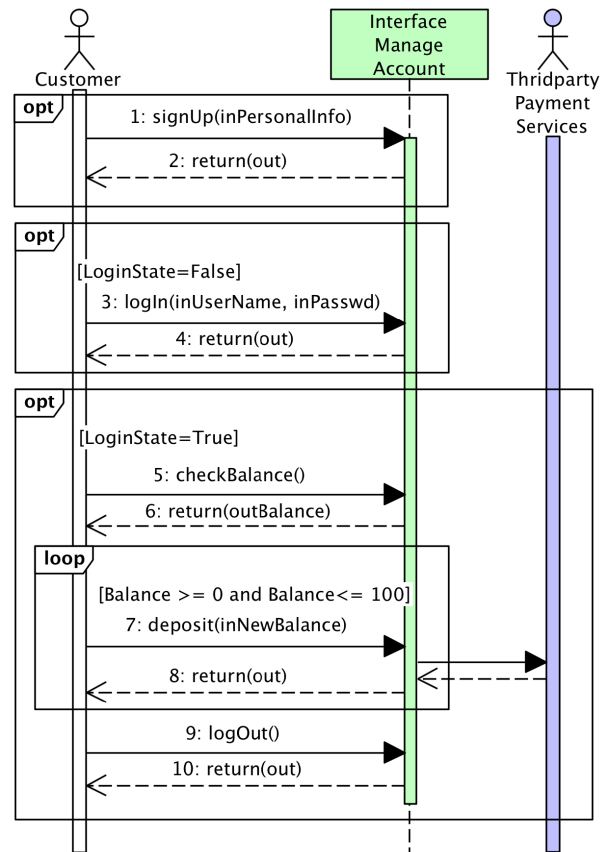 Interface
Manage
Account
Customer
Thridparty
Payment
Services
opt
1: signUp(inPersonalInfo)
2: return(out)
opt
[LoginState=False]
3: logIn(inUserName, inPasswd)
4: return(out)
opt
[LoginState=True]
5: checkBalance()
6: return(outBalance)
loop
[Balance >= 0 and Balance<= 100]
7: deposit(inNewBalance)
8: return(out)
9: logOut()
10: return(out)